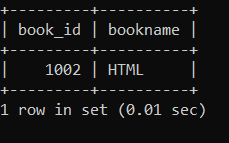 +---------+----------+
| book_id | bookname |
+---------+----------+
|    1002 | HTML     |
+---------+----------+
1 row in set (0.01 sec)